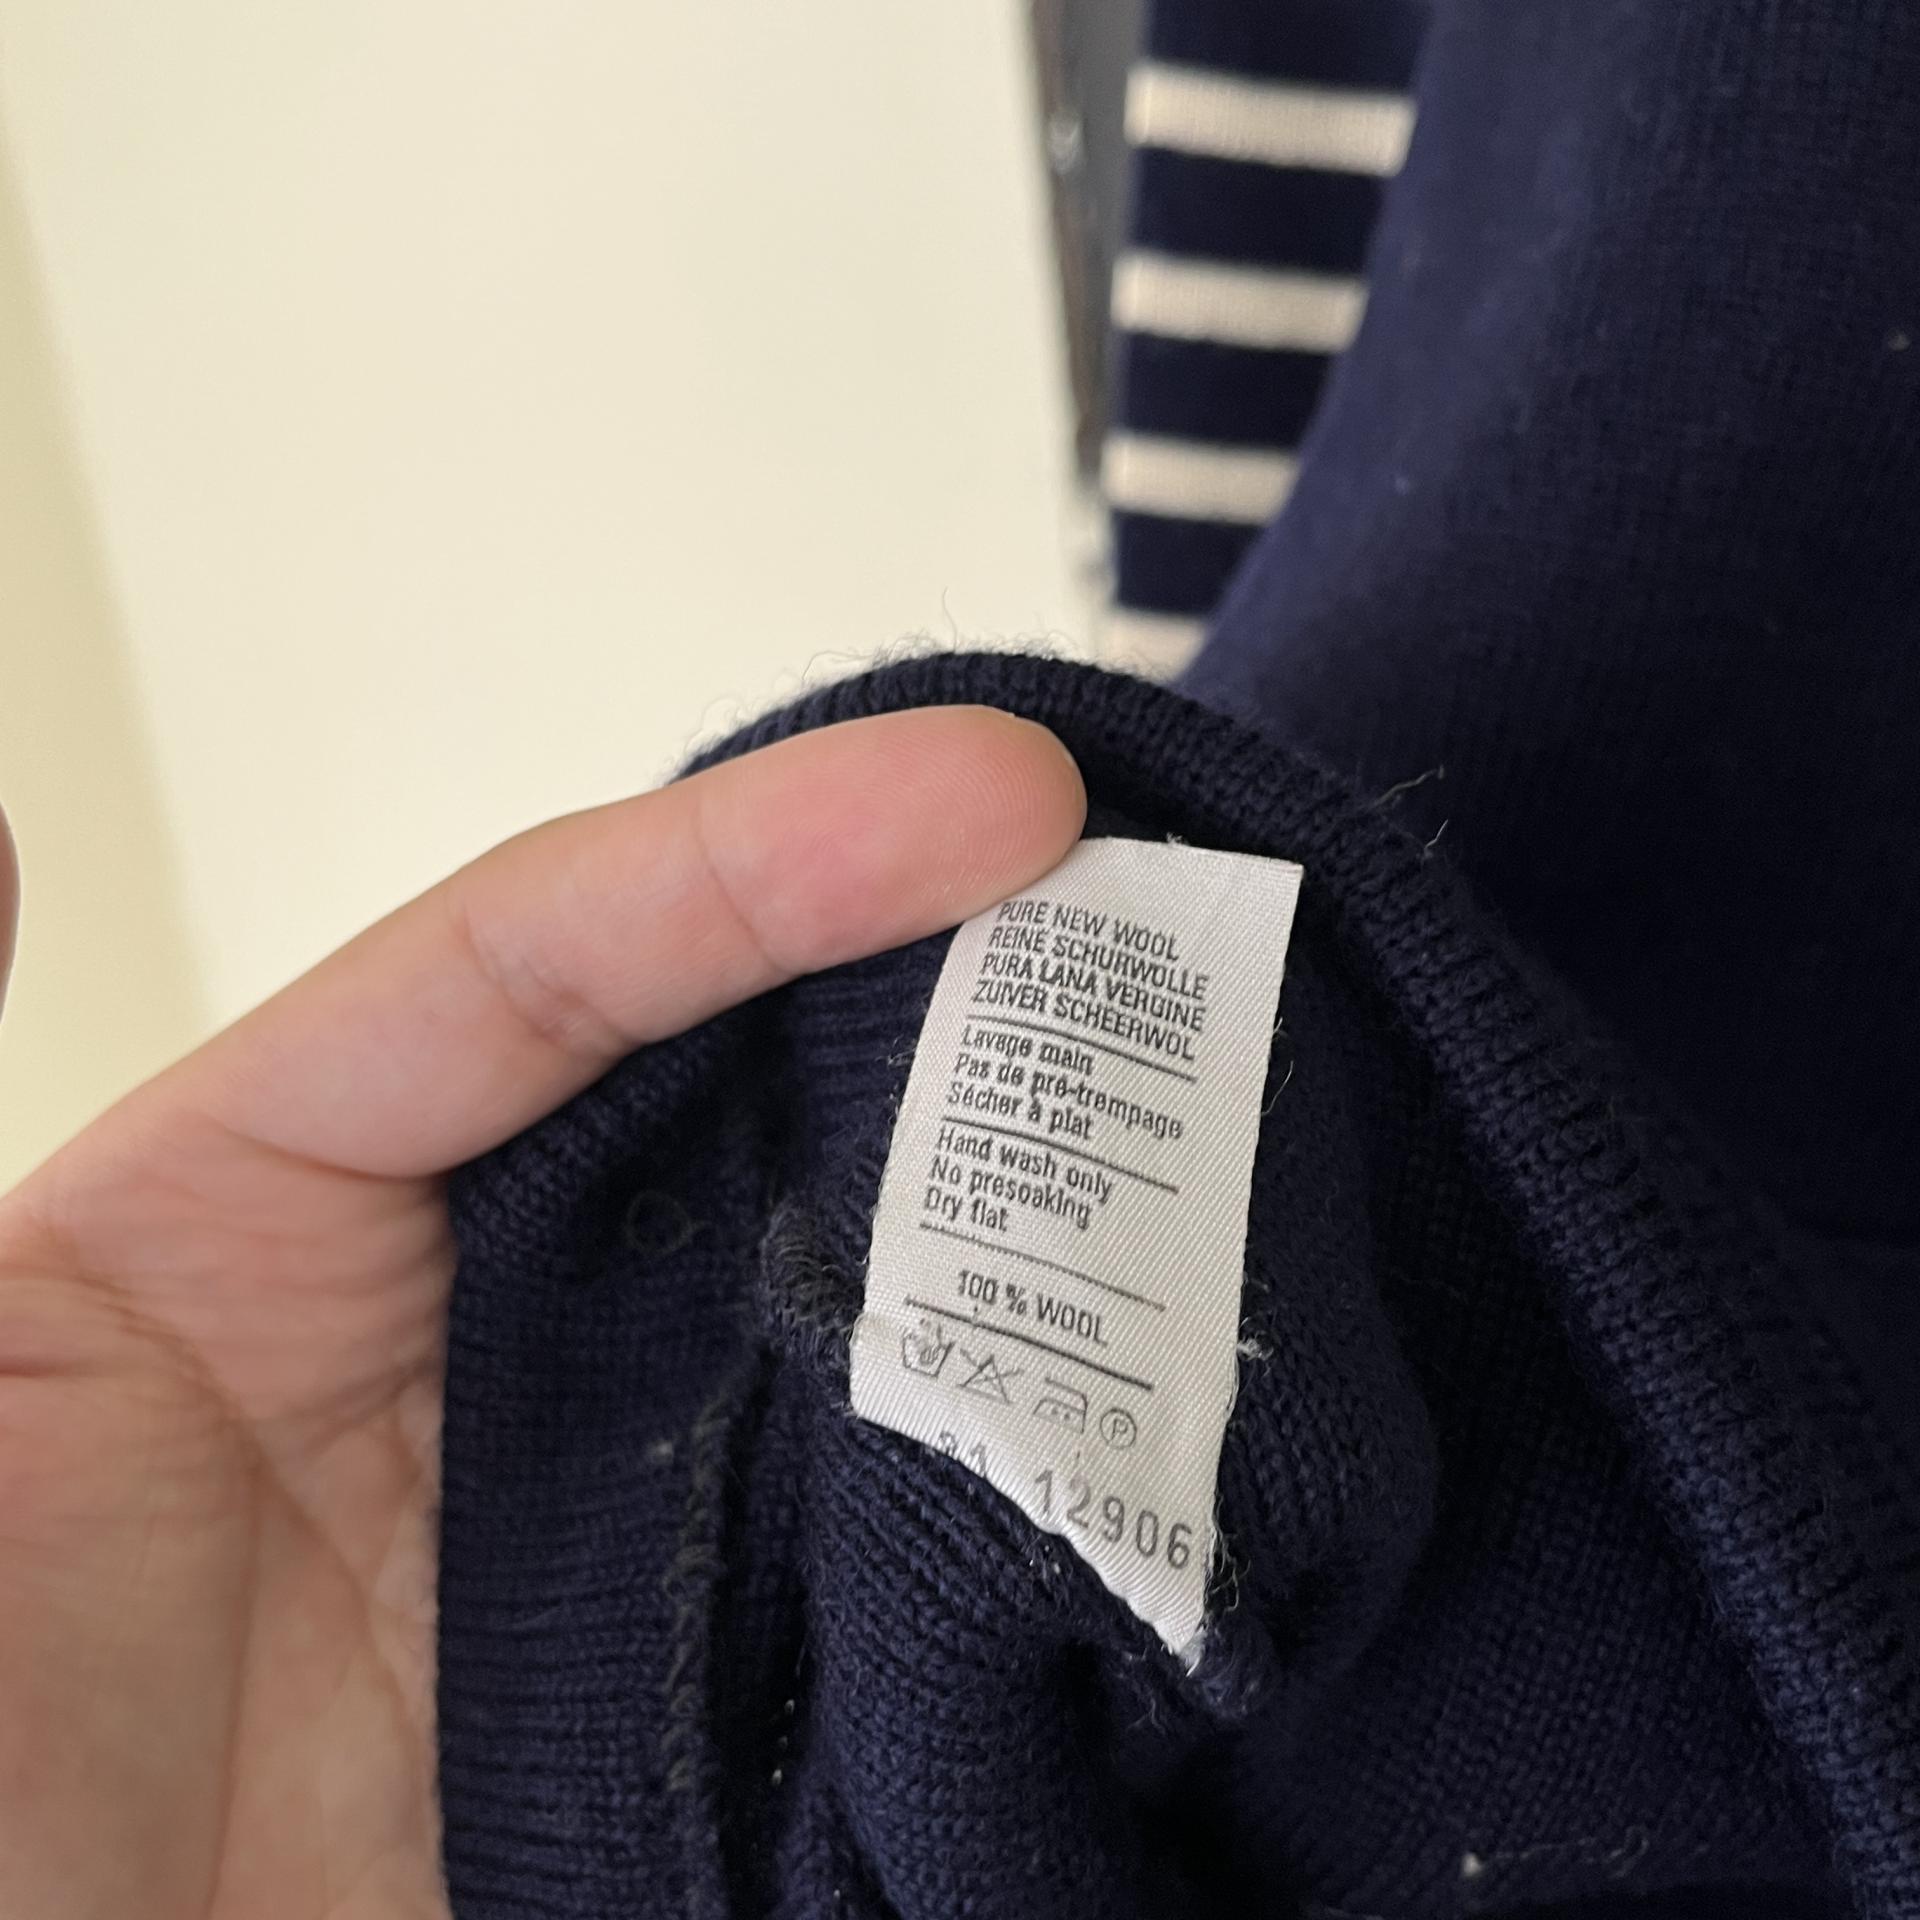 PURE NEW WOOL
REINE SCHURWOLLE
PURA LANA VERGINE
ZUIVER SCHEERWOL
Lavage main
Pas de pré-trempage
Sécher à plat
Hand wash only
No presoaking
Dry flat
100 % WOOL
P
12906